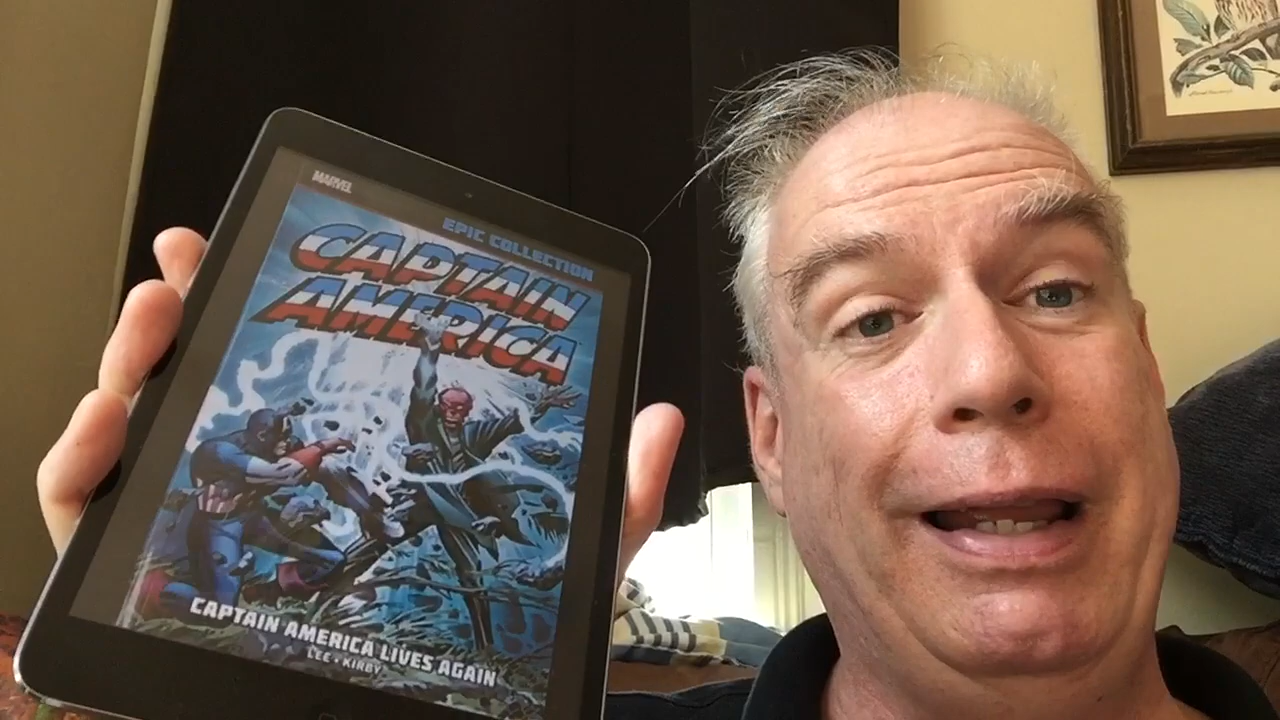 MARVEL
EPIC COLLECTION
CAPTAIN
AMERICA
CAPTAIN AMERICA LIVES AGAIN
LEE • KIRBY